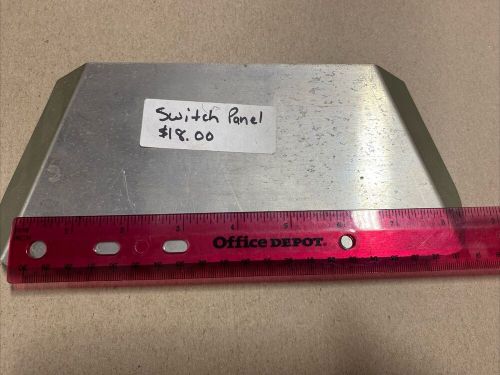 Switch Panel
$18.00
Office DEPOT.